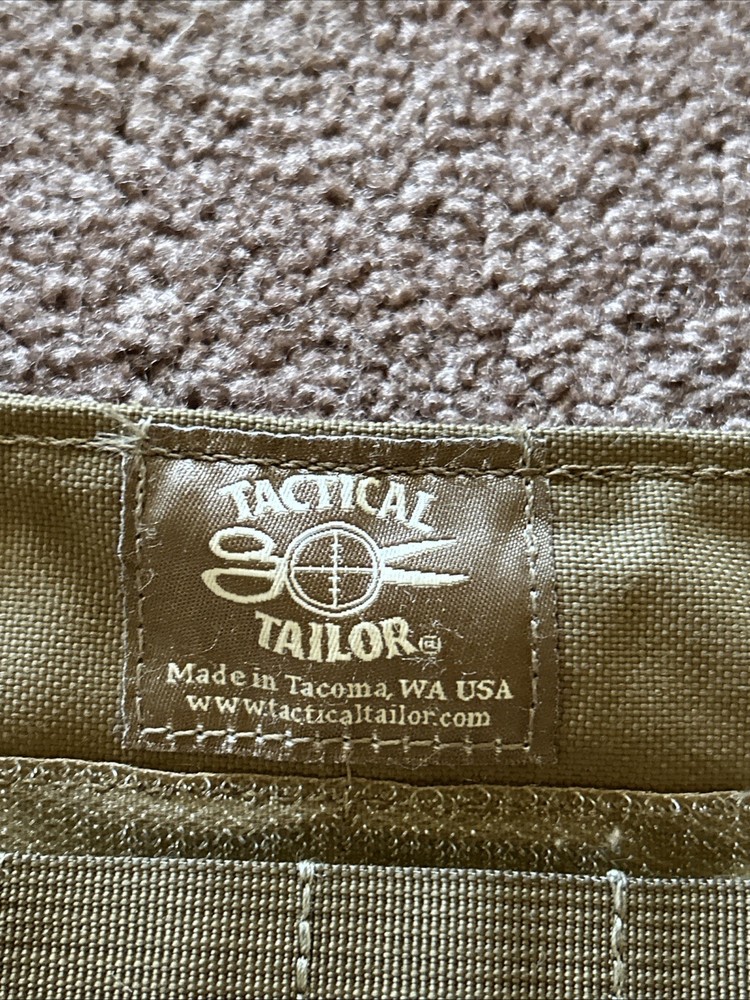 TACTICAL
TAILOR®
Made in Tacoma, WA USA
www.tacticaltailor.com